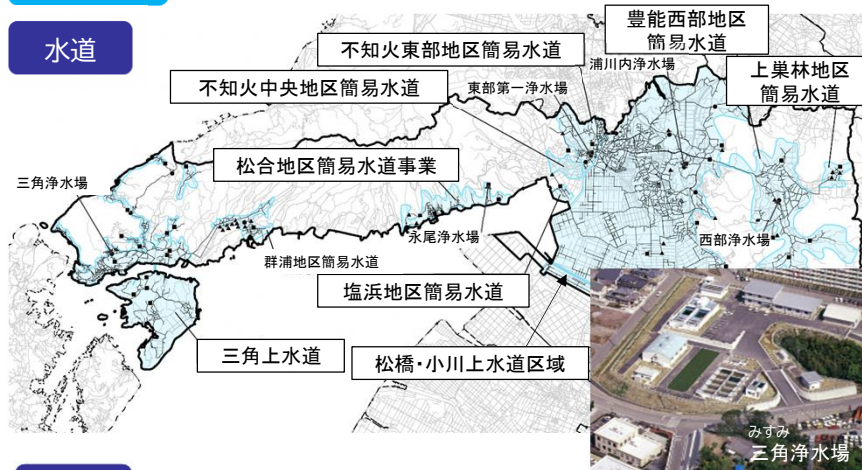 水道
豊能西部地区
簡易水道
不知火東部地区簡易水道
浦川内浄水場
上巣林地区
簡易水道
不知火中央地区簡易水道
東部第一浄水場
松合地区簡易水道事業
三角浄水場
永尾浄水場
西部浄水場
群浦地区簡易水道
塩浜地区簡易水道
三角上水道
松橋・小川上水道区域
みすみ
三角浄水場